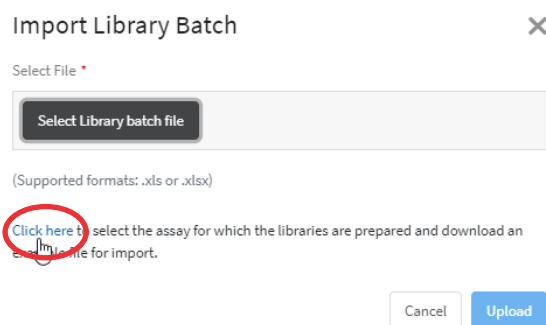 Import Library Batch
Select File *
Select Library batch file
(Supported formats: .xls or .xlsx)
Click here to select the assay for which the libraries are prepared and download an
file for import.
Cancel Upload